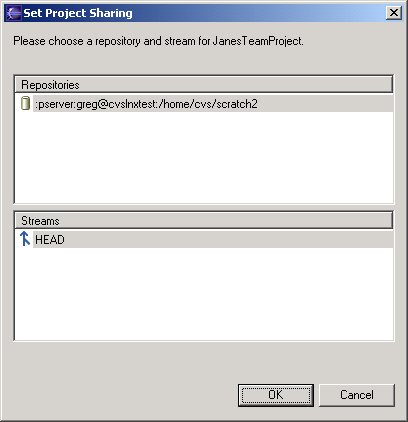 Set Project Sharing
Please choose a repository and stream for JanesTeamProject.
Repositories
:pserver:greg@cvslnxtest:/home/cvs/scratch2
Streams
HEAD
OK Cancel